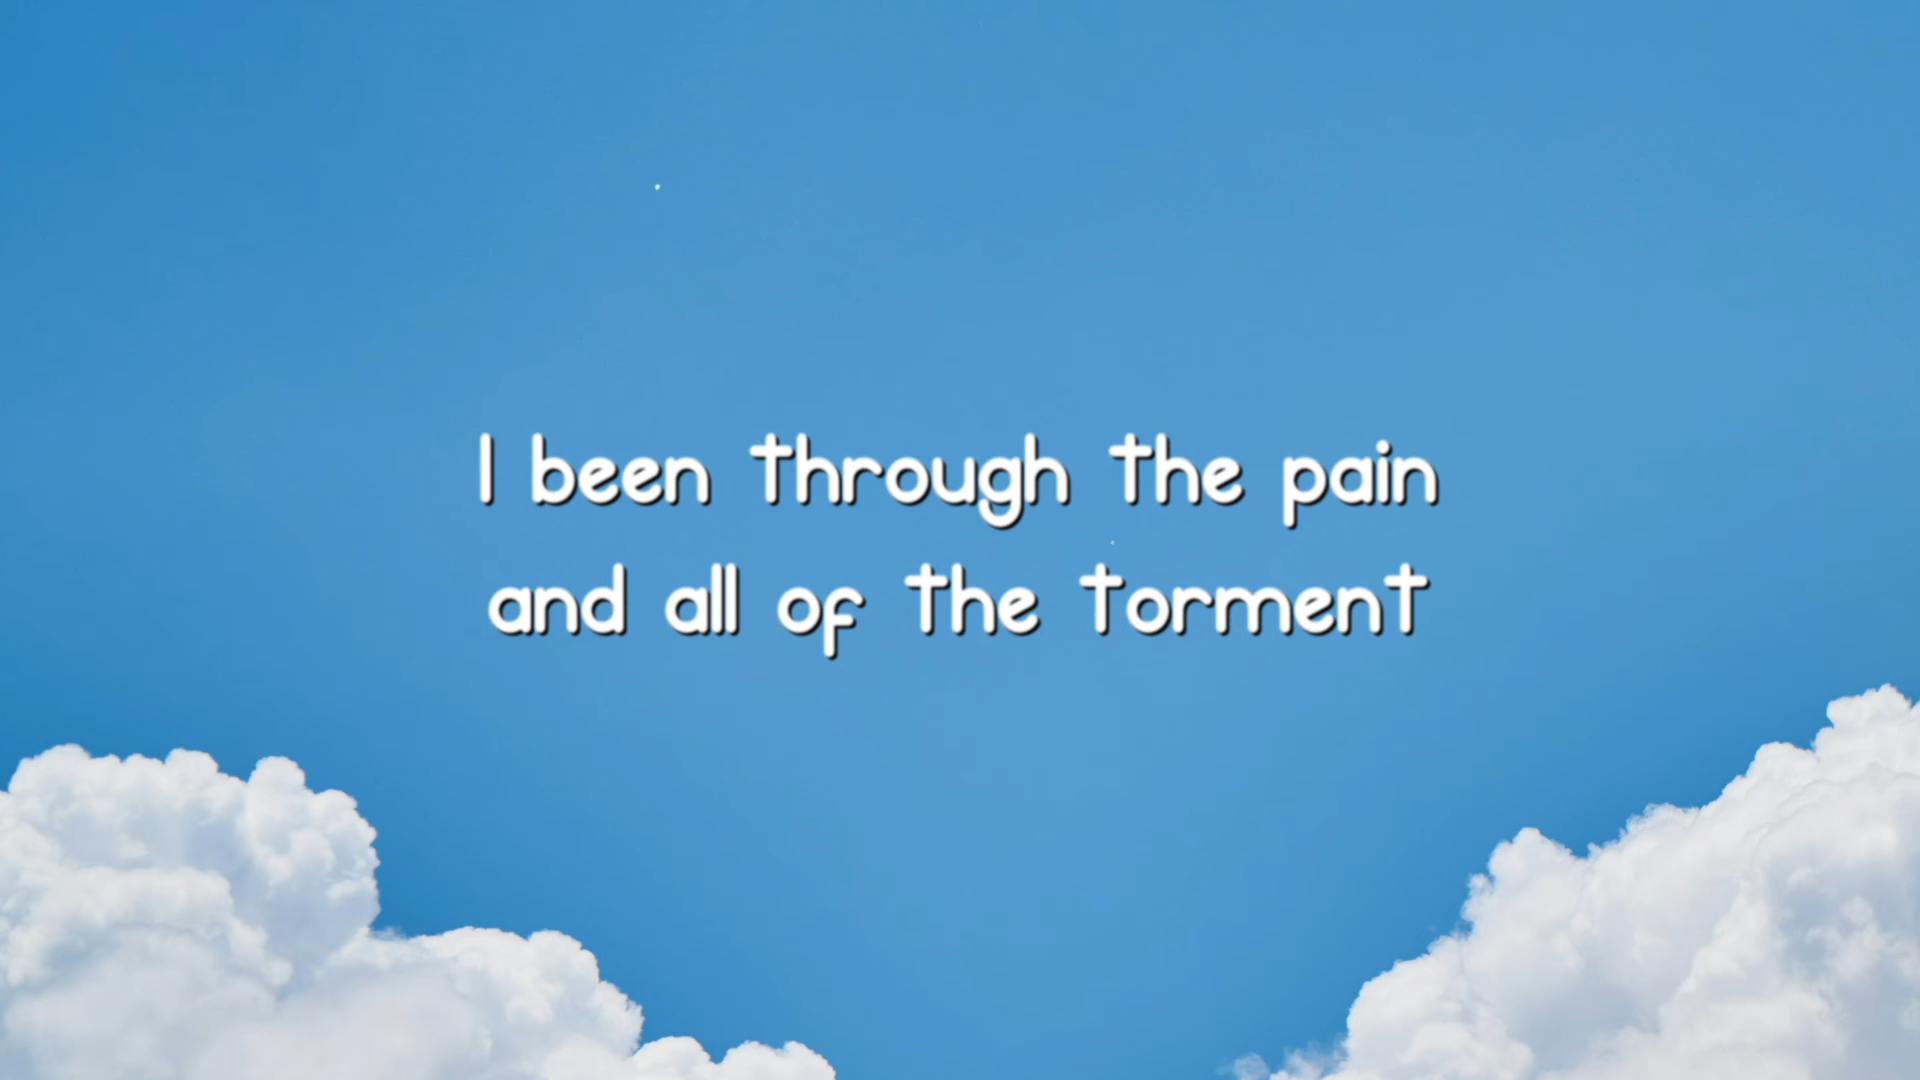 I been through the pain
and all of the torment